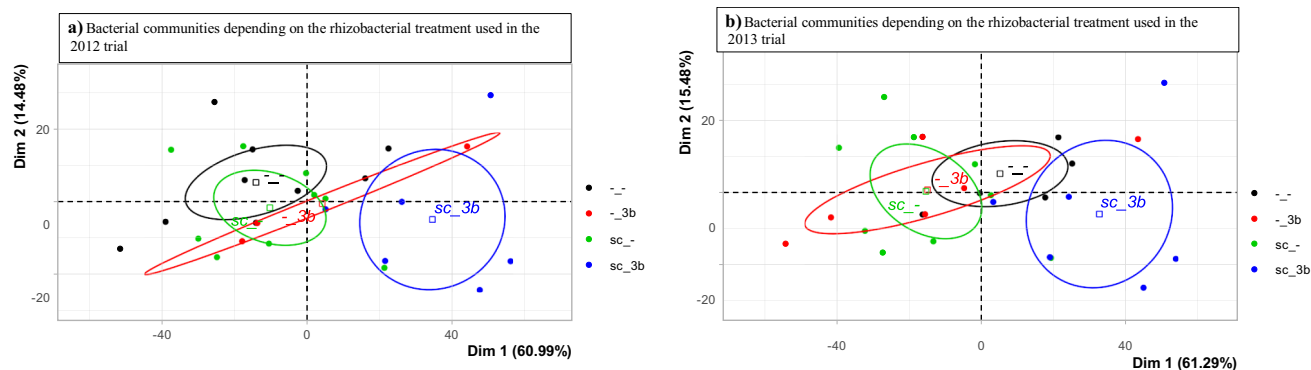 a) Bacterial communities depending on the rhizobacterial treatment used in the
2012 trial
Dim 2 (14.48%)
20
0
-20
-40
0
40
Dim 1 (60.99%)
- -
sc_-
-_3b
sc_3b
-_-
-_3b
sc_-
sc_3b
b) Bacterial communities depending on the rhizobacterial treatment used in the
2013 trial
Dim 2 (15.48%)
20
0
-20
-40
0
40
Dim 1 (61.29%)
- -
-_3b
sc_-
sc_3b
-_-
-_3b
sc_-
sc_3b